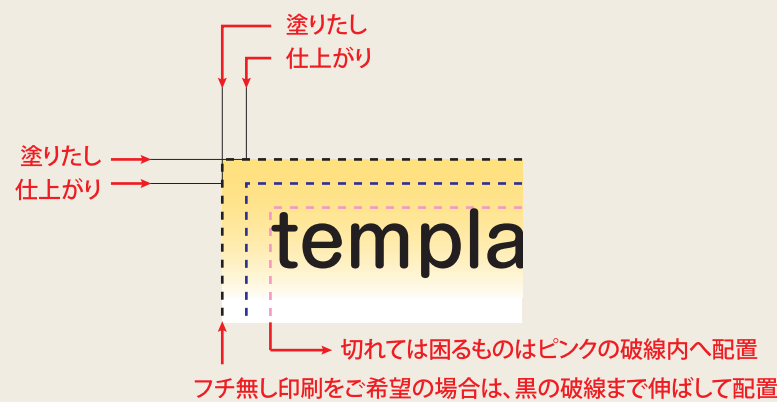 塗りたし
仕上がり
塗りたし
仕上がり
templa
切れては困るものはピンクの破線内へ配置
フチ無し印刷をご希望の場合は、黒の破線まで伸ばして配置